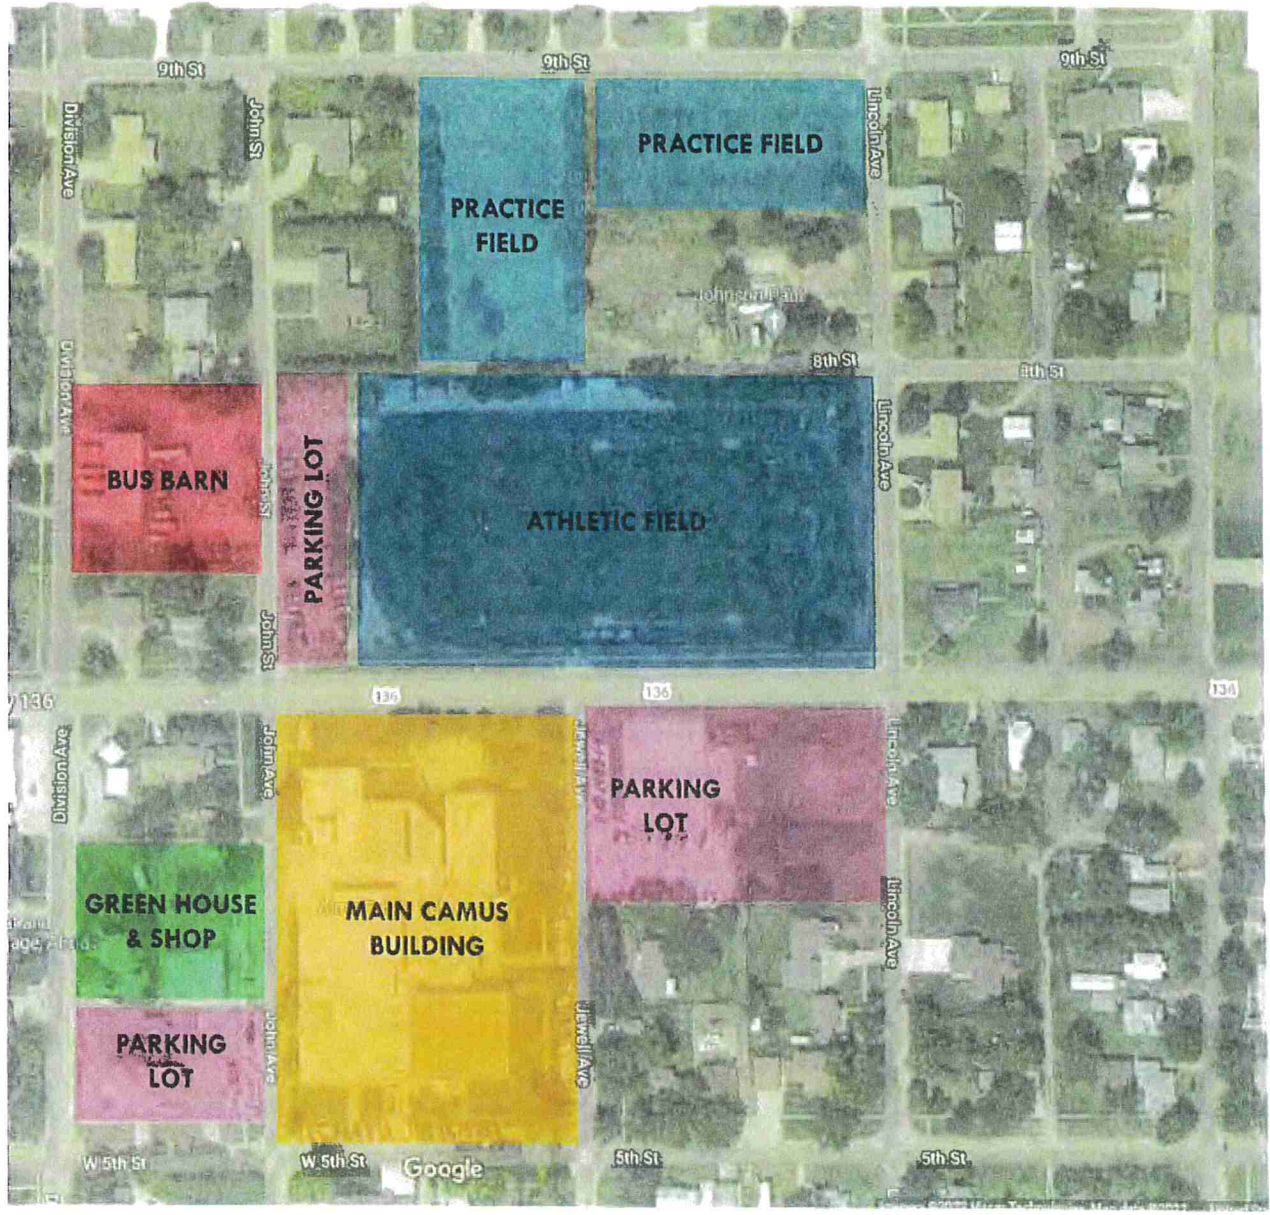 9th St
9th St
9th St
Division Ave
John St
Lincoln Ave
PRACTICE FIELD
PRACTICE
FIELD
8th St
8th St
Division Ave
BUS BARN
John St
PARKING LOT
ATHLETIC FIELD
Lincoln Ave
John St
136
136
136
136
Division Ave
John Ave
Jewell Ave
Lincoln Ave
PARKING
LOT
GREEN HOUSE
& SHOP
MAIN CAMUS
BUILDING
Lincoln Ave
PARKING
LOT
John Ave
Jewell Ave
W 5th St
W 5th St
Google
5th St
5th St